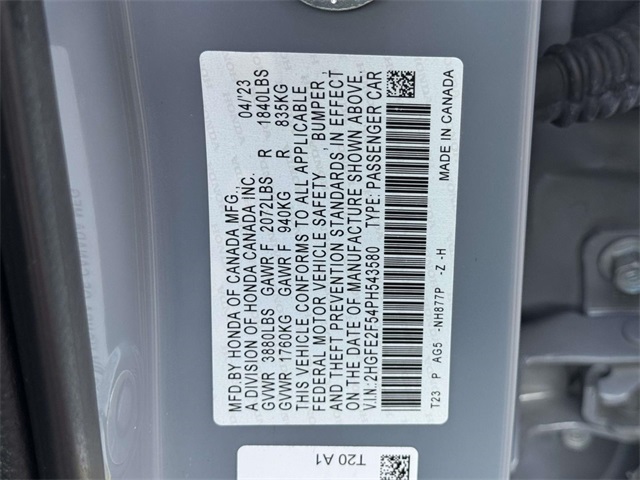 MFD.BY HONDA OF CANADA MFG., 04/'23
A DIVISION OF HONDA CANADA INC.
GVWR 3880LBS GAWR F 2072LBS R 1840LBS
GVWR 1760KG GAWR F 940KG R 835KG
THIS VEHICLE CONFORMS TO ALL APPLICABLE
FEDERAL MOTOR VEHICLE SAFETY , BUMPER,
AND THEFT PREVENTION STANDARDS IN EFFECT
ON THE DATE OF MANUFACTURE SHOWN ABOVE.
V.I.N.:2HGFE2F54PH543580 TYPE: PASSENGER CAR
T23 P AG5 -NH877P -Z -H MADE IN CANADA
T20 A1